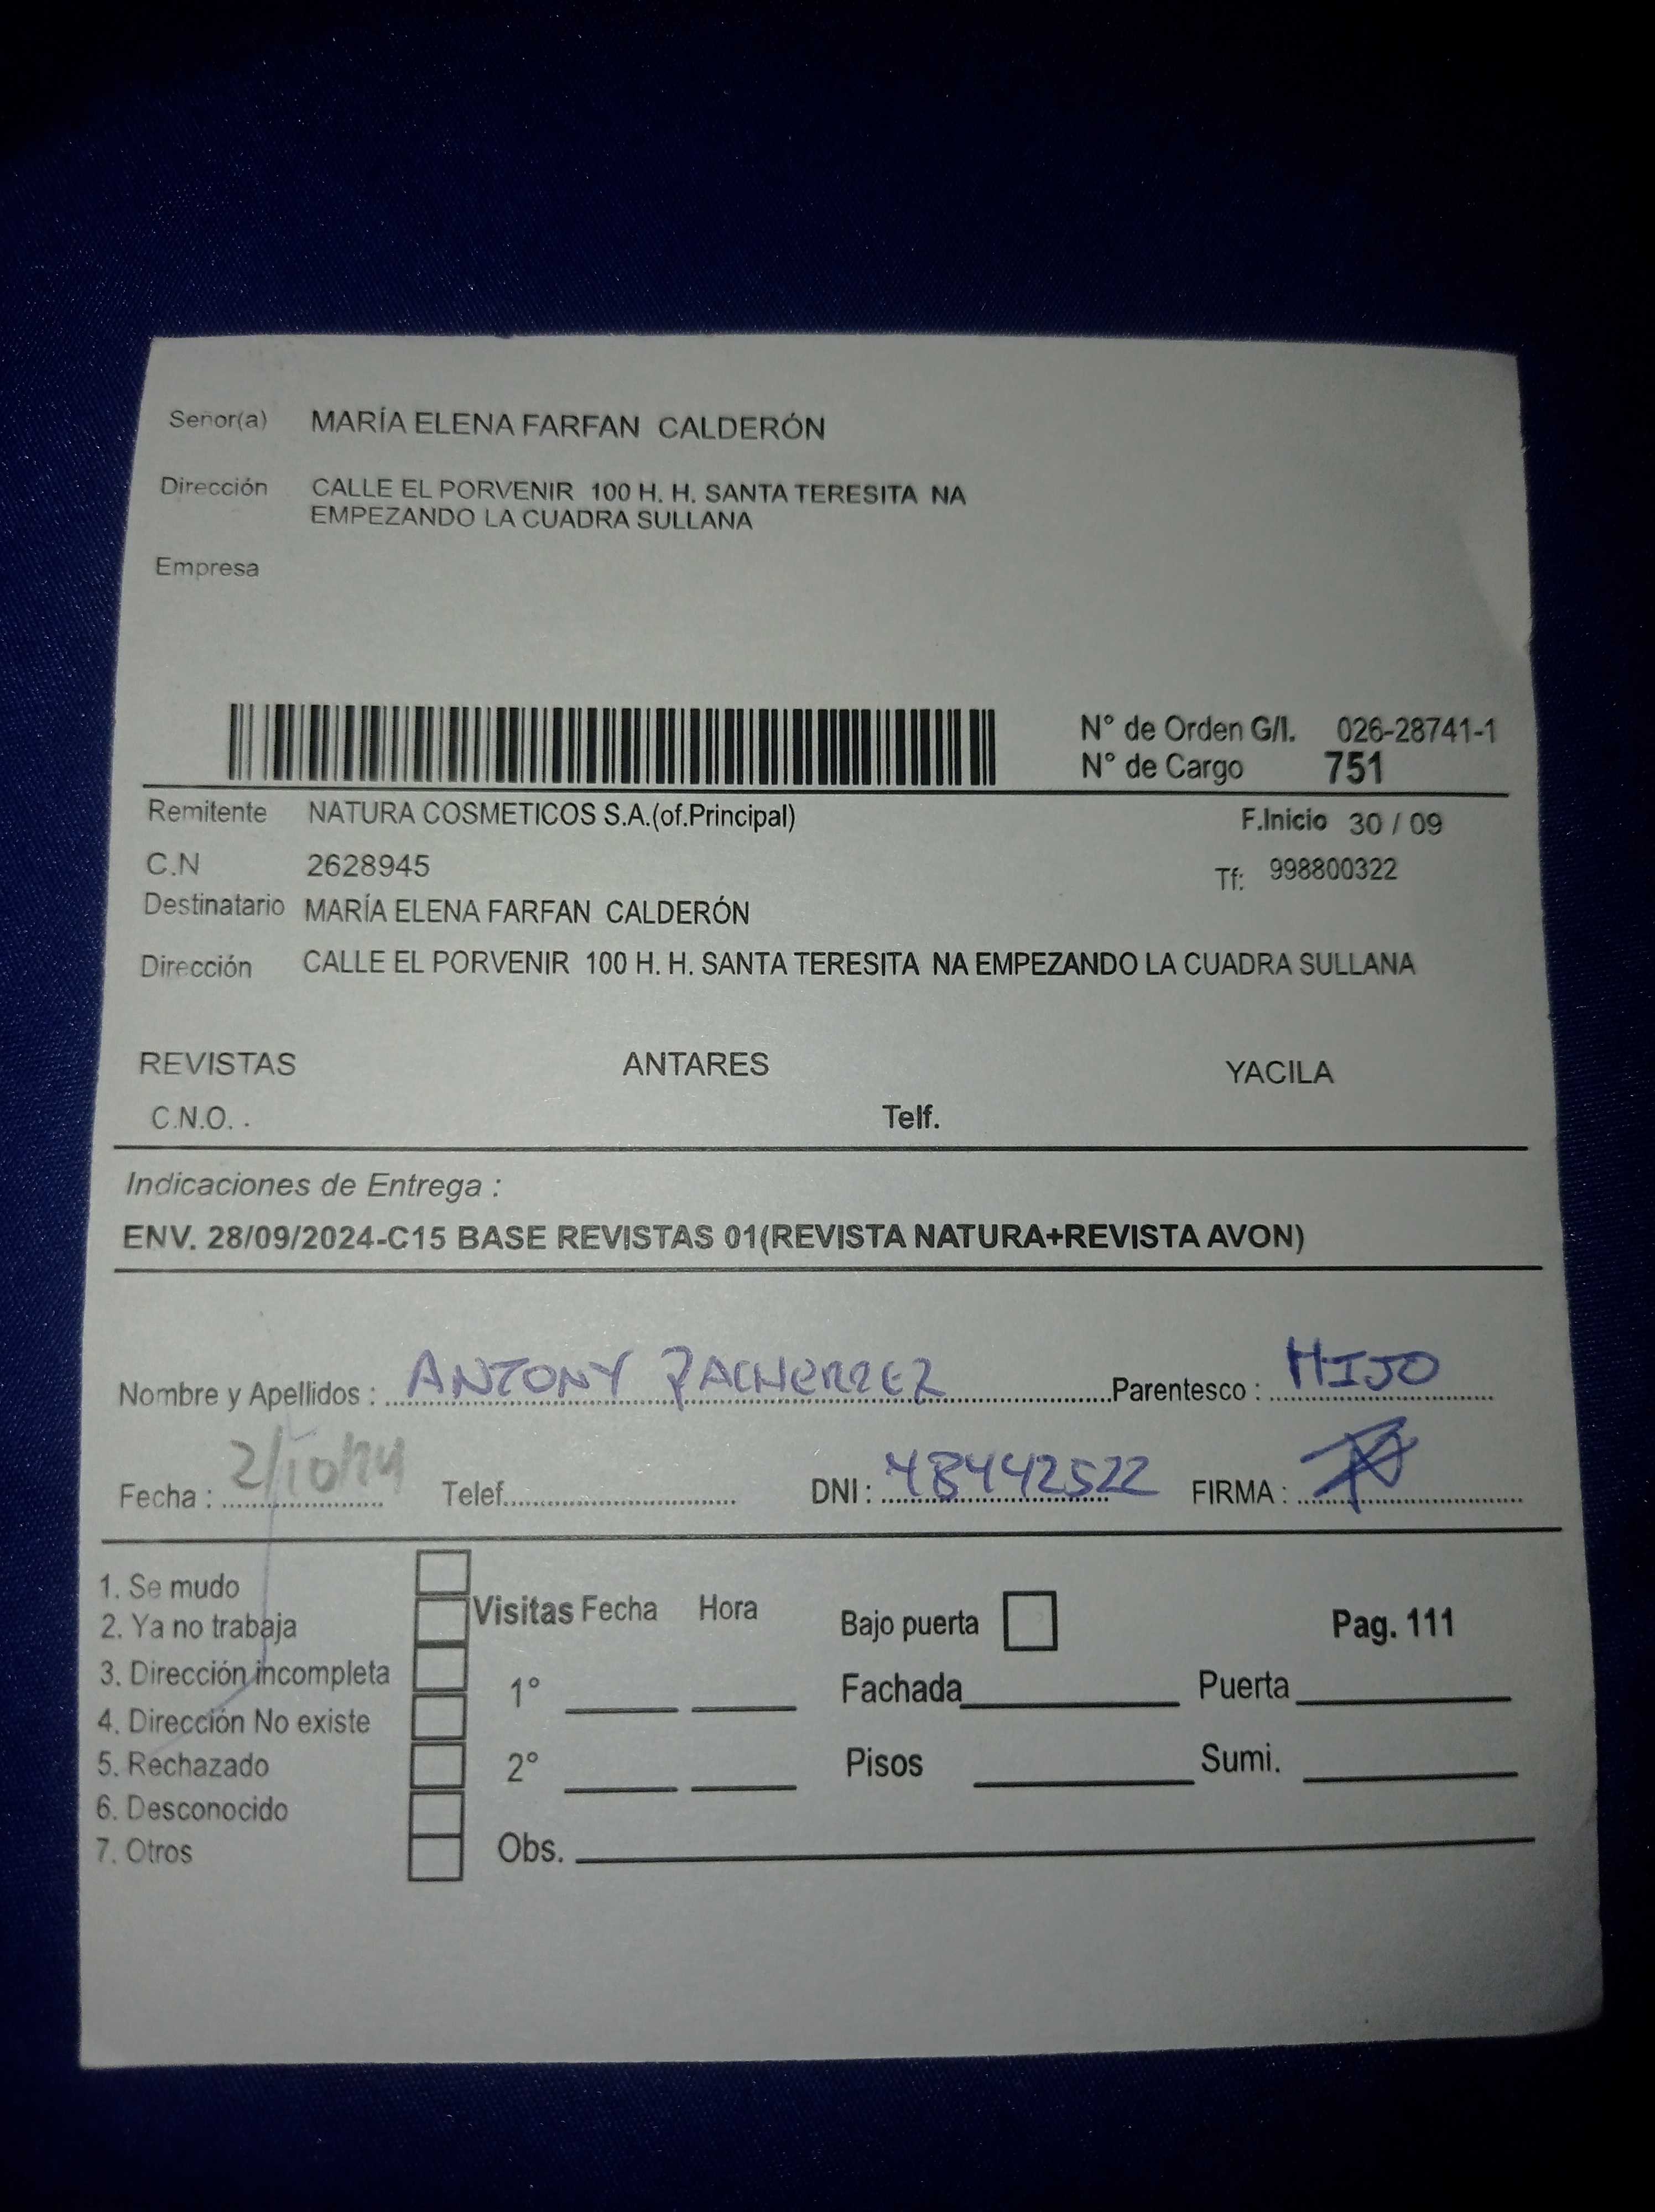 Señor(a) MARÍA ELENA FARFAN CALDERÓN
Dirección CALLE EL PORVENIR 100 H. H. SANTA TERESITA NA
EMPEZANDO LA CUADRA SULLANA
Empresa
N° de Orden G/I. 026-28741-1
N° de Cargo 751
Remitente NATURA COSMETICOS S.A.(of.Principal) F.Inicio 30 / 09
C.N 2628945 Tf: 998800322
Destinatario MARÍA ELENA FARFAN CALDERÓN
Dirección CALLE EL PORVENIR 100 H. H. SANTA TERESITA NA EMPEZANDO LA CUADRA SULLANA
REVISTAS ANTARES YACILA
C.N.O. . Telf.
Indicaciones de Entrega :
ENV. 28/09/2024-C15 BASE REVISTAS 01(REVISTA NATURA+REVISTA AVON)
Nombre y Apellidos : ANTONY PACHERREZ Parentesco : HIJO
Fecha : 2/10/24 Telef. DNI : 48442522 FIRMA :
1. Se mudo
2. Ya no trabaja
3. Dirección incompleta
4. Dirección No existe
5. Rechazado
6. Desconocido
7. Otros
Visitas Fecha Hora
1°
2°
Obs.
Bajo puerta Pag. 111
Fachada Puerta
Pisos Sumi.